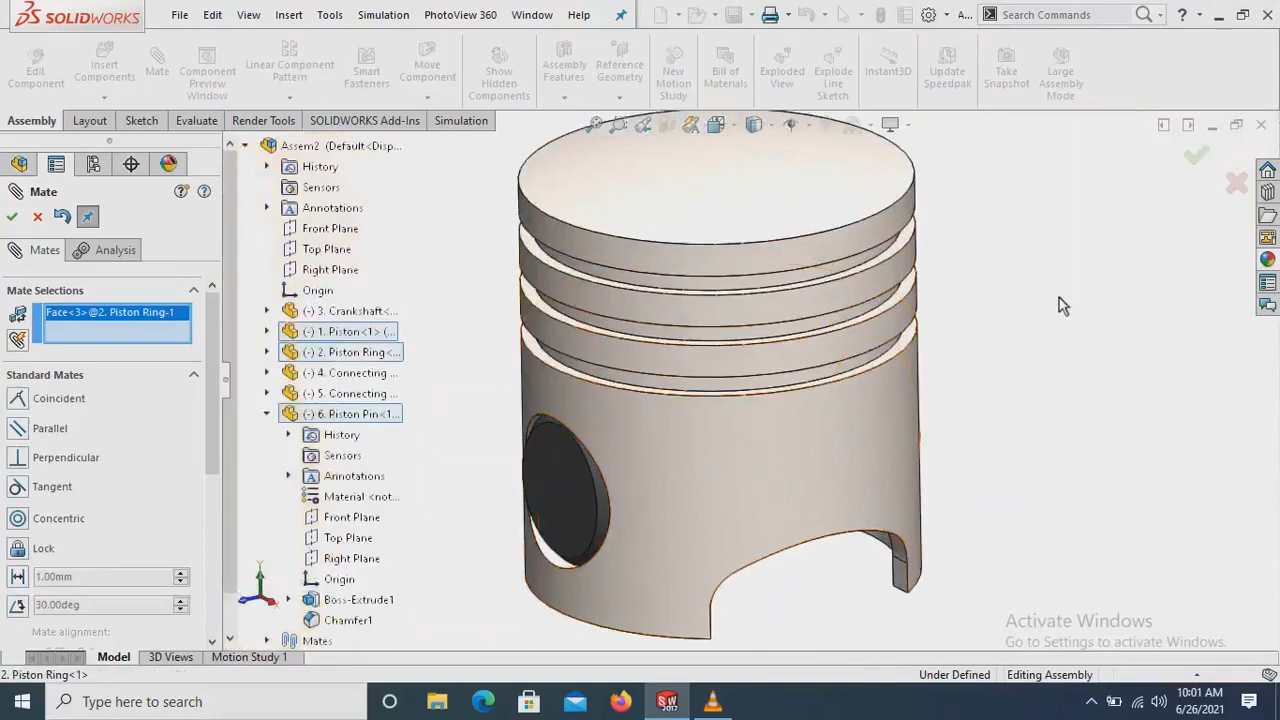 SOLIDWORKS File Edit View Insert Tools Simulation PhotoView 360 Window Help A... Search Commands ?
Edit Component
Insert Components
Mate
Component Preview Window
Linear Component Pattern
Smart Fasteners
Move Component
Show Hidden Components
Assembly Features
Reference Geometry
New Motion Study
Bill of Materials
Exploded View
Explode Line Sketch
Instant3D
Update Speedpak
Take Snapshot
Large Assembly Mode
Assembly Layout Sketch Evaluate Render Tools SOLIDWORKS Add-Ins Simulation
Mate
Mates Analysis
Mate Selections
Face<3>@2. Piston Ring-1
Standard Mates
Coincident
Parallel
Perpendicular
Tangent
Concentric
Lock
1.00mm
30.00deg
Mate alignment:
Assem2 (Default<Disp...
History
Sensors
Annotations
Front Plane
Top Plane
Right Plane
Origin
(-) 3. Crankshaft<...
(-) 1. Piston<1> (...
(-) 2. Piston Ring<...
(-) 4. Connecting ...
(-) 5. Connecting ...
(-) 6. Piston Pin<1...
History
Sensors
Annotations
Material <not...
Front Plane
Top Plane
Right Plane
Origin
Boss-Extrude1
Chamfer1
Mates
Activate Windows
Go to Settings to activate Windows.
Model 3D Views Motion Study 1
2. Piston Ring<1> Under Defined Editing Assembly
Type here to search SW 2017 10:01 AM
6/26/2021